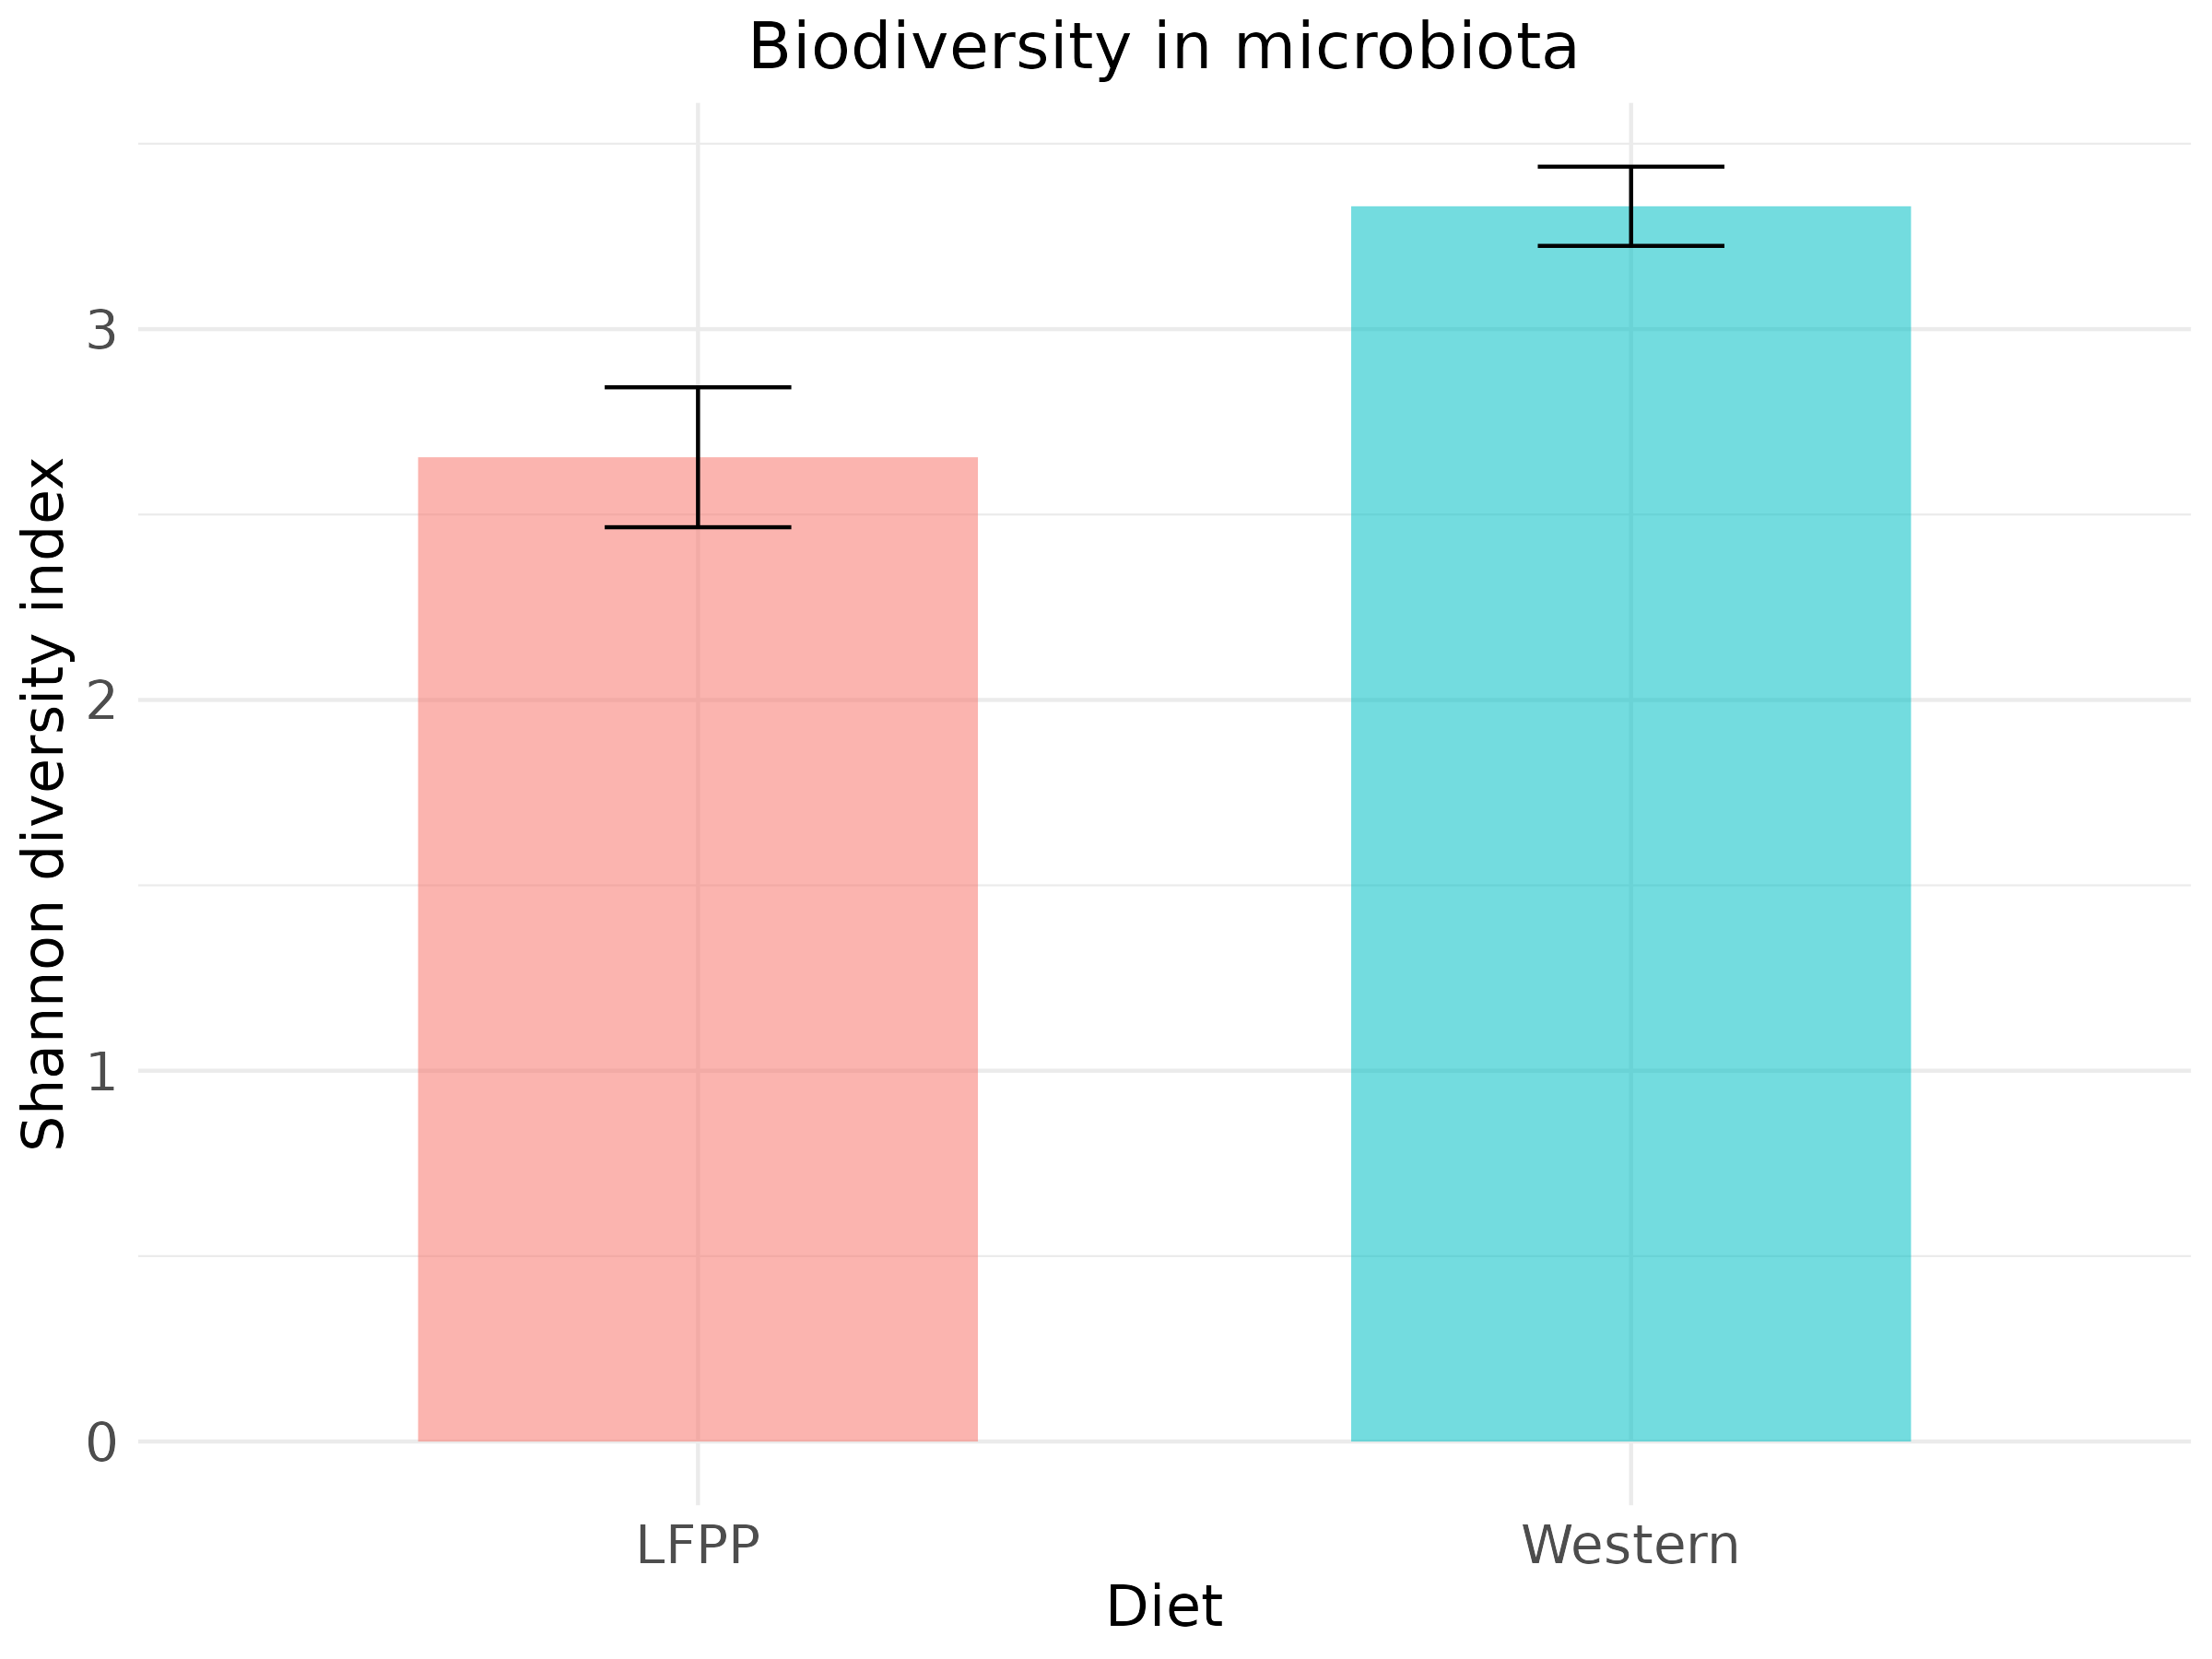 Biodiversity in microbiota
Shannon diversity index
3
2
1
0
LFPP
Western
Diet